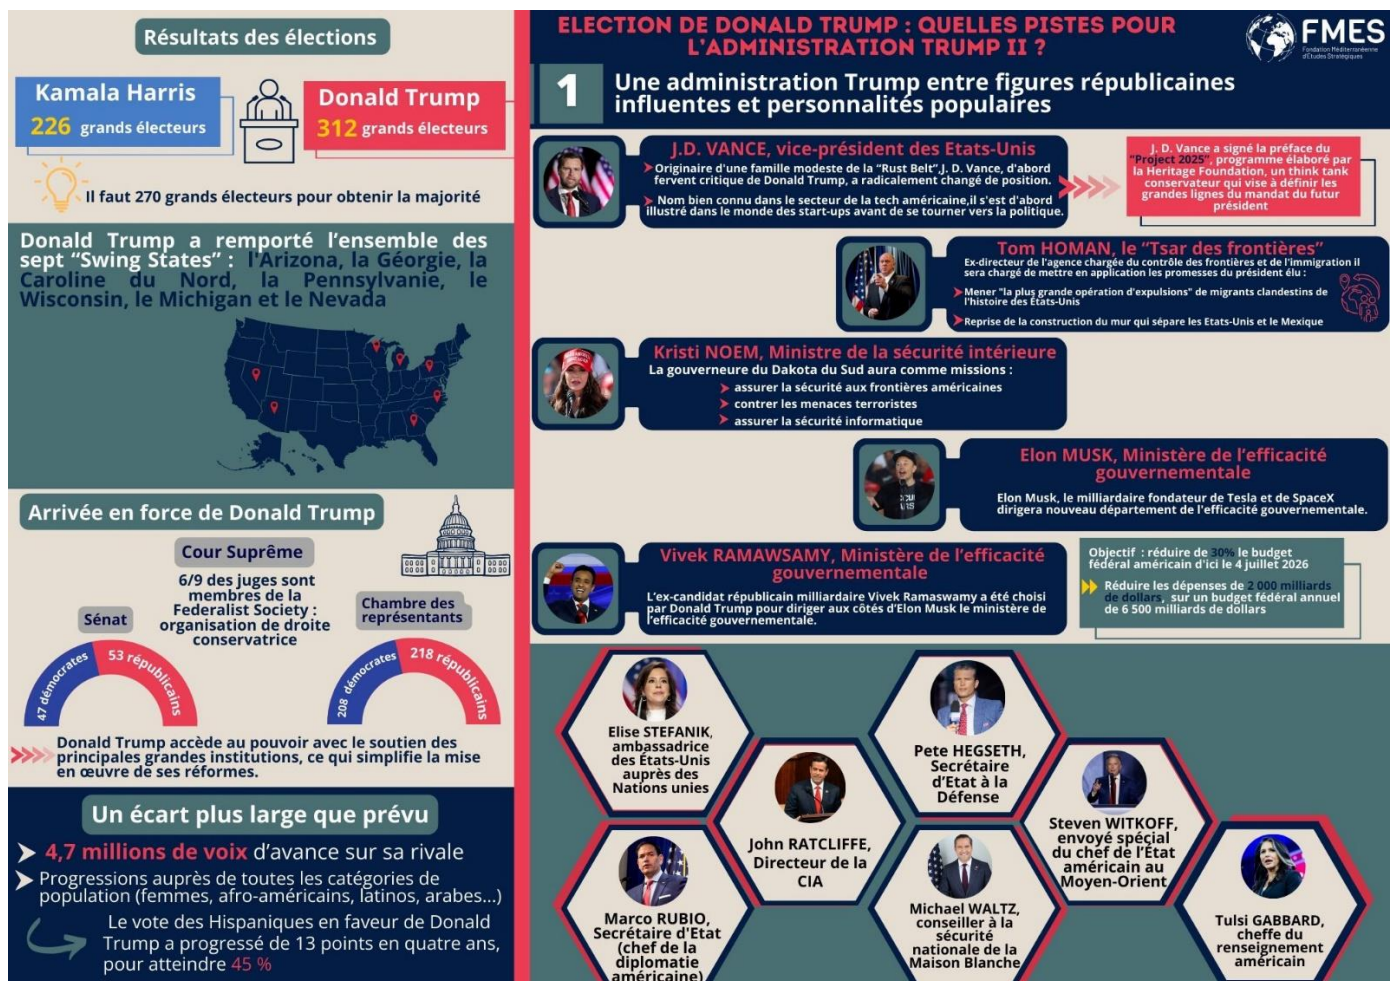 Résultats des élections
Kamala Harris
226 grands électeurs
Donald Trump
312 grands électeurs
Il faut 270 grands électeurs pour obtenir la majorité
Donald Trump a remporté l’ensemble des
sept “Swing States” : l'Arizona, la Géorgie, la
Caroline du Nord, la Pennsylvanie, le
Wisconsin, le Michigan et le Nevada
Arrivée en force de Donald Trump
Cour Suprême
6/9 des juges sont
membres de la
Federalist Society :
organisation de droite
conservatrice
Sénat
47 démocrates
53 républicains
Chambre des
représentants
208 démocrates
218 républicains
Donald Trump accède au pouvoir avec le soutien des
principales grandes institutions, ce qui simplifie la mise
en œuvre de ses réformes.
Un écart plus large que prévu
4,7 millions de voix d’avance sur sa rivale
Progressions auprès de toutes les catégories de
population (femmes, afro-américains, latinos, arabes...)
Le vote des Hispaniques en faveur de Donald
Trump a progressé de 13 points en quatre ans,
pour atteindre 45 %
ELECTION DE DONALD TRUMP : QUELLES PISTES POUR
L'ADMINISTRATION TRUMP II ?
FMES
Fondation Méditerranéenne
d'Etudes Stratégiques
1
Une administration Trump entre figures républicaines
influentes et personnalités populaires
J.D. VANCE, vice-président des Etats-Unis
Originaire d'une famille modeste de la “Rust Belt”,J. D. Vance, d'abord
fervent critique de Donald Trump, a radicalement changé de position.
Nom bien connu dans le secteur de la tech américaine,il s'est d'abord
illustré dans le monde des start-ups avant de se tourner vers la politique.
J. D. Vance a signé la préface du
"Project 2025", programme élaboré par
la Heritage Foundation, un think tank
conservateur qui vise à définir les
grandes lignes du mandat du futur
président
Tom HOMAN, le “Tsar des frontières”
Ex-directeur de l'agence chargée du contrôle des frontières et de l'immigration il
sera chargé de mettre en application les promesses du président élu :
Mener "la plus grande opération d'expulsions" de migrants clandestins de
l'histoire des États-Unis
Reprise de la construction du mur qui sépare les Etats-Unis et le Mexique
Kristi NOEM, Ministre de la sécurité intérieure
La gouverneure du Dakota du Sud aura comme missions :
assurer la sécurité aux frontières américaines
contrer les menaces terroristes
assurer la sécurité informatique
Elon MUSK, Ministère de l’efficacité
gouvernementale
Elon Musk, le milliardaire fondateur de Tesla et de SpaceX
dirigera nouveau département de l'efficacité gouvernementale.
Vivek RAMAWSAMY, Ministère de l’efficacité
gouvernementale
L’ex-candidat républicain milliardaire Vivek Ramaswamy a été choisi
par Donald Trump pour diriger aux côtés d’Elon Musk le ministère de
l’efficacité gouvernementale.
Objectif : réduire de 30% le budget
fédéral américain d'ici le 4 juillet 2026
Réduire les dépenses de 2 000 milliards
de dollars, sur un budget fédéral annuel
de 6 500 milliards de dollars
Elise STEFANIK,
ambassadrice
des États-Unis
auprès des
Nations unies
Pete HEGSETH,
Secrétaire
d’Etat à la
Défense
John RATCLIFFE,
Directeur de la
CIA
Steven WITKOFF,
envoyé spécial
du chef de l’État
américain au
Moyen-Orient
Marco RUBIO,
Secrétaire d'Etat
(chef de la
diplomatie
américaine)
Michael WALTZ,
conseiller à la
sécurité
nationale de la
Maison Blanche
Tulsi GABBARD,
cheffe du
renseignement
américain